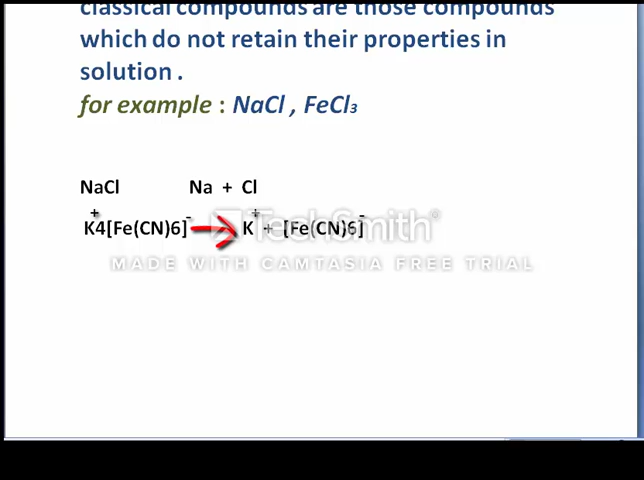 classical compounds are those compounds
which do not retain their properties in
solution .
for example : NaCl , FeCl₃
NaCl Na + Cl
K⁺4[Fe(CN)6]⁻ K⁺ + [Fe(CN)6]⁻
TechSmith®
MADE WITH CAMTASIA FREE TRIAL